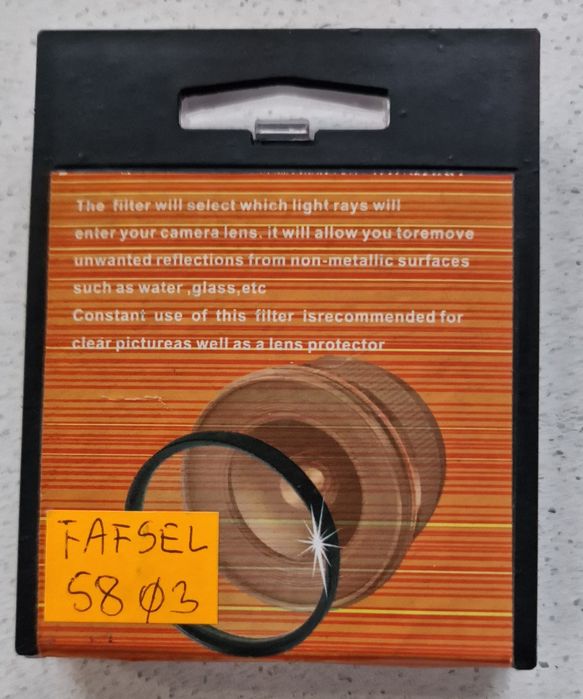 The filter will select which light rays will
enter your camera lens. it will allow you toremove
unwanted reflections from non-metallic surfaces
such as water ,glass,etc
Constant use of this filter isrecommended for
clear pictureas well as a lens protector
FAFSEL
58 ø3